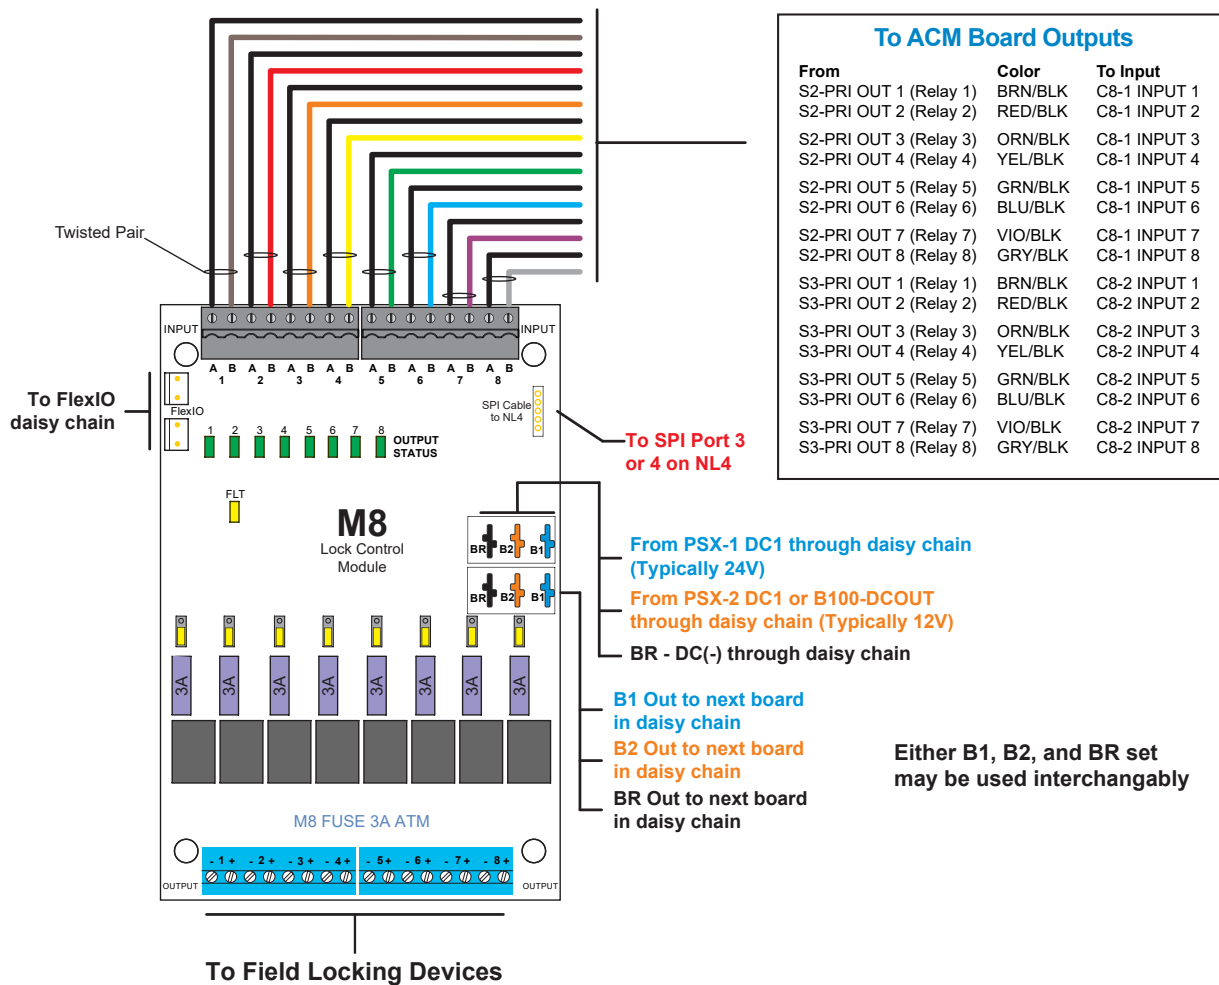 To ACM Board Outputs
From Color To Input
S2-PRI OUT 1 (Relay 1) BRN/BLK C8-1 INPUT 1
S2-PRI OUT 2 (Relay 2) RED/BLK C8-1 INPUT 2
S2-PRI OUT 3 (Relay 3) ORN/BLK C8-1 INPUT 3
S2-PRI OUT 4 (Relay 4) YEL/BLK C8-1 INPUT 4
S2-PRI OUT 5 (Relay 5) GRN/BLK C8-1 INPUT 5
S2-PRI OUT 6 (Relay 6) BLU/BLK C8-1 INPUT 6
S2-PRI OUT 7 (Relay 7) VIO/BLK C8-1 INPUT 7
S2-PRI OUT 8 (Relay 8) GRY/BLK C8-1 INPUT 8
S3-PRI OUT 1 (Relay 1) BRN/BLK C8-2 INPUT 1
S3-PRI OUT 2 (Relay 2) RED/BLK C8-2 INPUT 2
S3-PRI OUT 3 (Relay 3) ORN/BLK C8-2 INPUT 3
S3-PRI OUT 4 (Relay 4) YEL/BLK C8-2 INPUT 4
S3-PRI OUT 5 (Relay 5) GRN/BLK C8-2 INPUT 5
S3-PRI OUT 6 (Relay 6) BLU/BLK C8-2 INPUT 6
S3-PRI OUT 7 (Relay 7) VIO/BLK C8-2 INPUT 7
S3-PRI OUT 8 (Relay 8) GRY/BLK C8-2 INPUT 8
Twisted Pair
INPUT INPUT
A B A B A B A B A B A B A B A B
1 2 3 4 5 6 7 8
To FlexIO
daisy chain
FlexIO
SPI Cable
to NL4
1 2 3 4 5 6 7 8
OUTPUT
STATUS
To SPI Port 3
or 4 on NL4
FLT
M8
Lock Control
Module
BR B2 B1
BR B2 B1
From PSX-1 DC1 through daisy chain
(Typically 24V)
From PSX-2 DC1 or B100-DCOUT
through daisy chain (Typically 12V)
BR - DC(-) through daisy chain
3A 3A 3A 3A 3A 3A 3A 3A
B1 Out to next board
in daisy chain
B2 Out to next board
in daisy chain
BR Out to next board
in daisy chain
Either B1, B2, and BR set
may be used interchangably
M8 FUSE 3A ATM
- 1 + - 2 + - 3 + - 4 + - 5 + - 6 + - 7 + - 8 +
OUTPUT OUTPUT
To Field Locking Devices